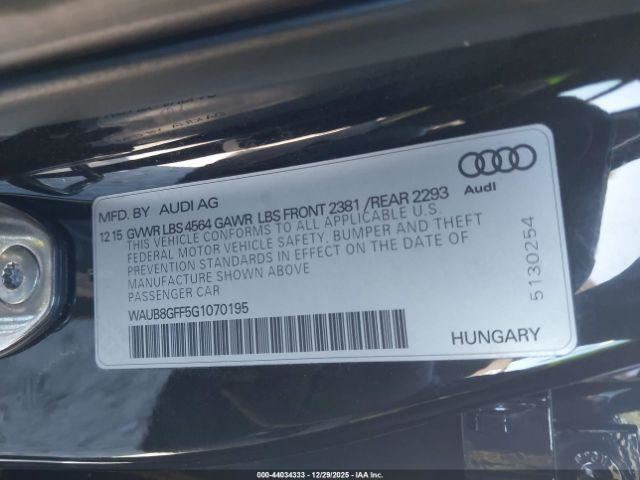 MFD. BY AUDI AG
Audi
12 15 GVWR LBS 4564 GAWR LBS FRONT 2381 /REAR 2293
THIS VEHICLE CONFORMS TO ALL APPLICABLE U.S.
FEDERAL MOTOR VEHICLE SAFETY, BUMPER AND THEFT
PREVENTION STANDARDS IN EFFECT ON THE DATE OF
MANUFACTURE SHOWN ABOVE
PASSENGER CAR
WAUB8GFF5G1070195
5130254
HUNGARY
000-44034333 - 12/29/2025 - IAAI.com